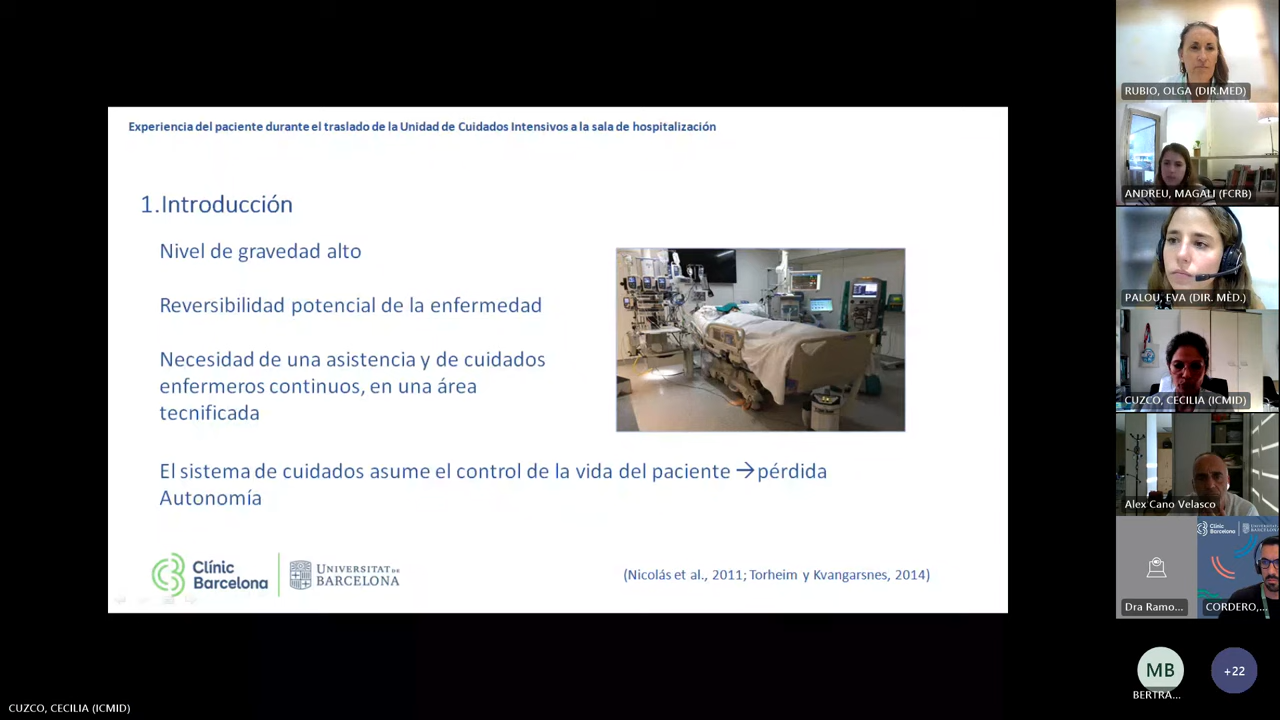 Experiencia del paciente durante el traslado de la Unidad de Cuidados Intensivos a la sala de hospitalización
1.Introducción
Nivel de gravedad alto
Reversibilidad potencial de la enfermedad
Necesidad de una asistencia y de cuidados
enfermeros continuos, en una área
tecnificada
El sistema de cuidados asume el control de la vida del paciente →pérdida
Autonomía
Clínic
Barcelona
UNIVERSITAT DE
BARCELONA
(Nicolás et al., 2011; Torheim y Kvangarsnes, 2014)
RUBIO, OLGA (DIR.MED)
ANDREU, MAGALI (FCRB)
PALOU, EVA (DIR. MÈD.)
CUZCO, CECILIA (ICMID)
Alex Cano Velasco
Clínic
Barcelona
Dra Ramo...
CORDERO,...
MB
+22
BERTRA...
CUZCO, CECILIA (ICMID)